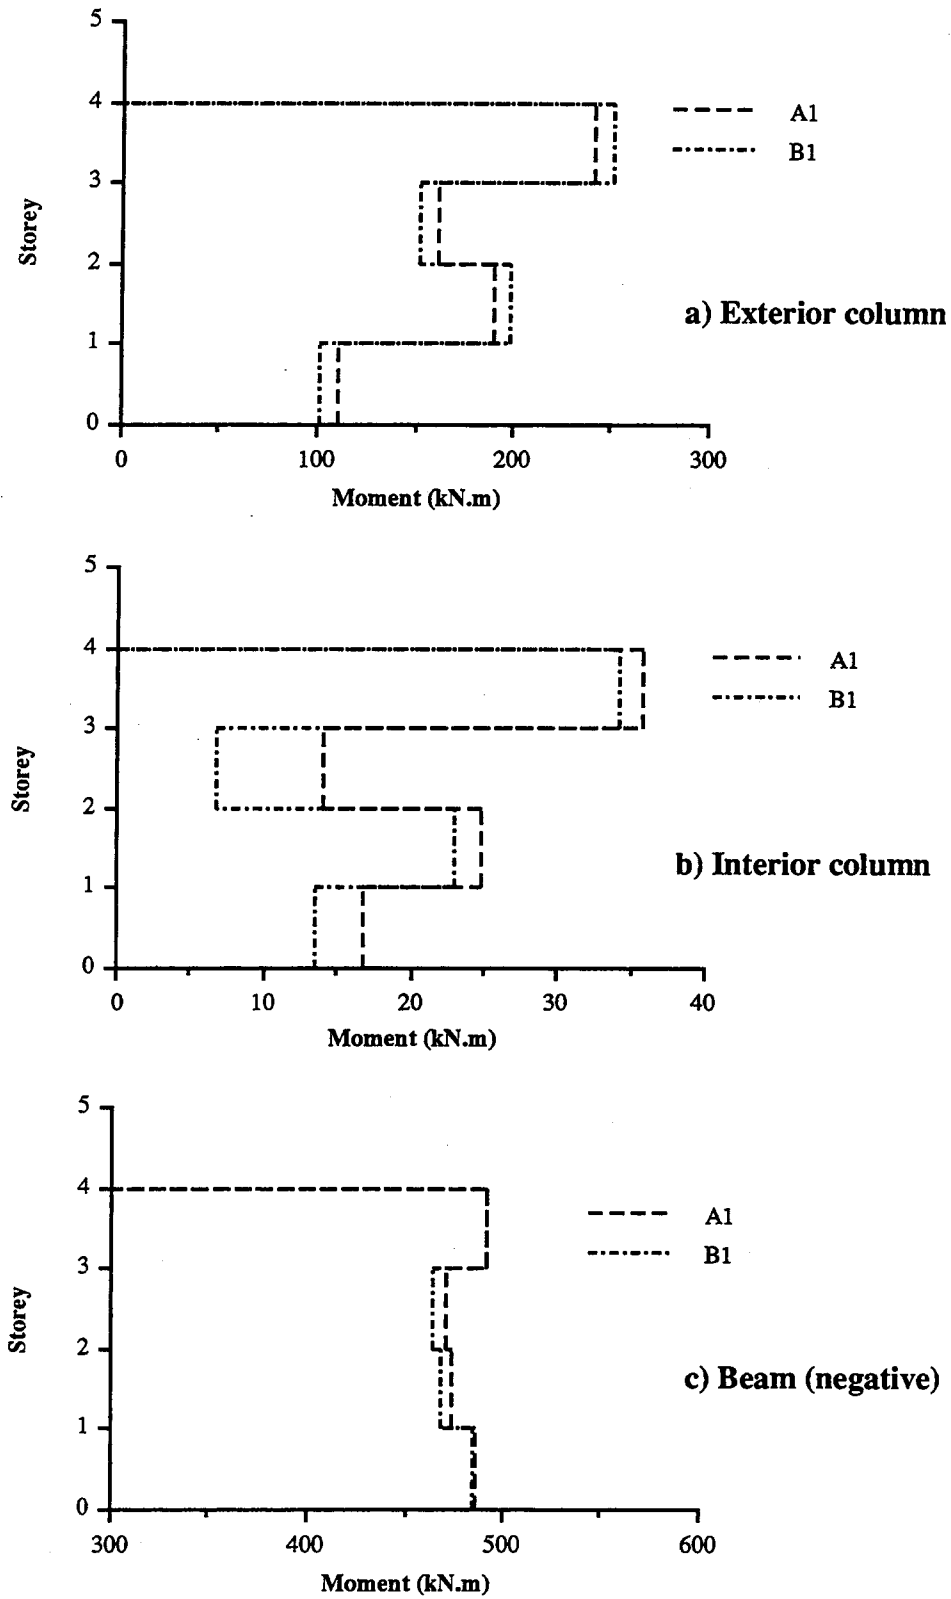 5
4
A1
B1
3
Storey
2
a) Exterior column
1
0
0 100 200 300
Moment (kN.m)
5
4
A1
B1
3
Storey
2
b) Interior column
1
0
0 10 20 30 40
Moment (kN.m)
5
4
A1
B1
3
Storey
2
c) Beam (negative)
1
0
300 400 500 600
Moment (kN.m)